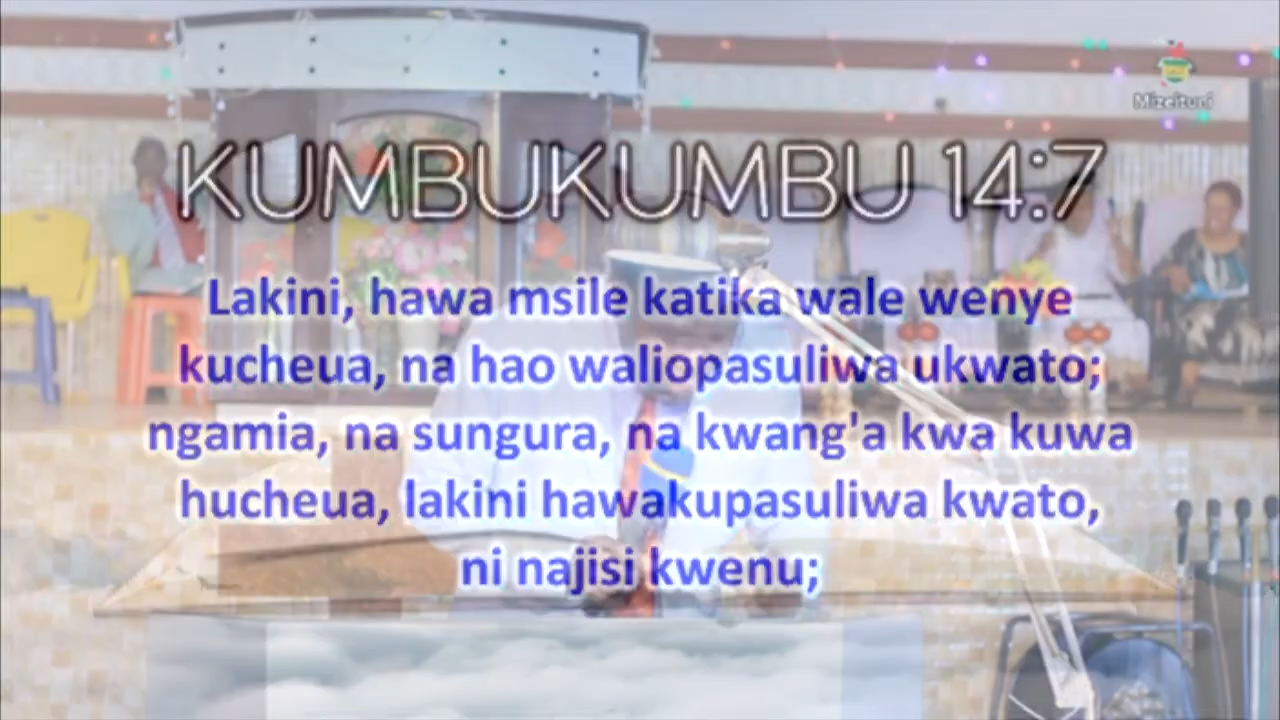 Mizeituni
KUMBUKUMBU 14:7
Lakini, hawa msile katika wale wenye
kucheua, na hao waliopasuliwa ukwato;
ngamia, na sungura, na kwang'a kwa kuwa
hucheua, lakini hawakupasuliwa kwato,
ni najisi kwenu;